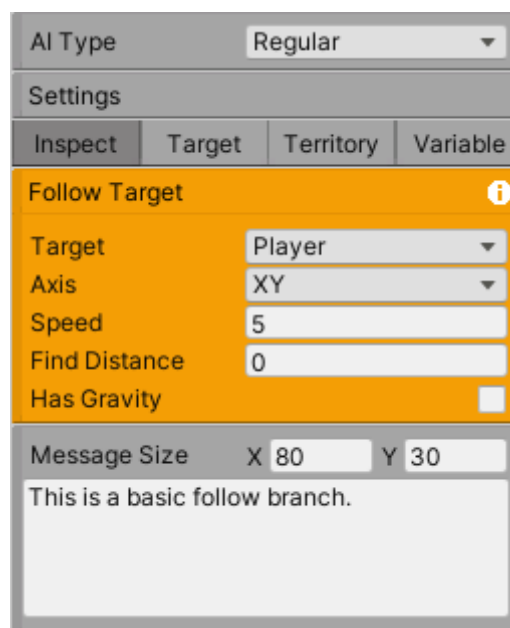 AI Type Regular
Settings
Inspect Target Territory Variable
Follow Target
Target Player
Axis XY
Speed 5
Find Distance 0
Has Gravity
Message Size X 80 Y 30
This is a basic follow branch.